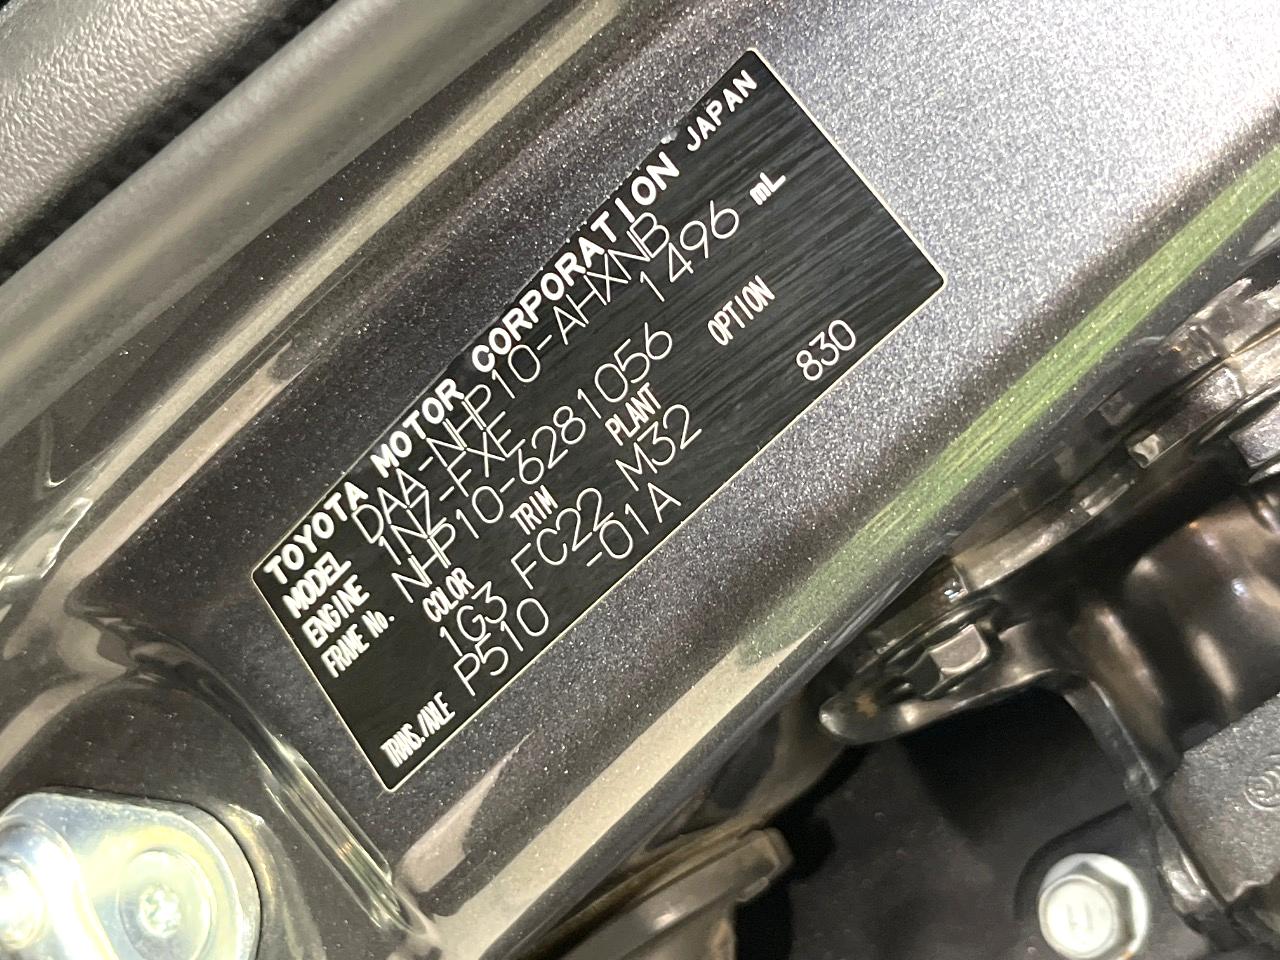 TOYOTA MOTOR CORPORATION JAPAN
MODEL DAA-NHP10-AHXNB
ENGINE 1NZ-FXE 1496 mL
FRAME No. NHP10-6281056
COLOR TRIM PLANT OPTION
1G3 FC22 M32 830
TRANS./AXLE P510 -01A